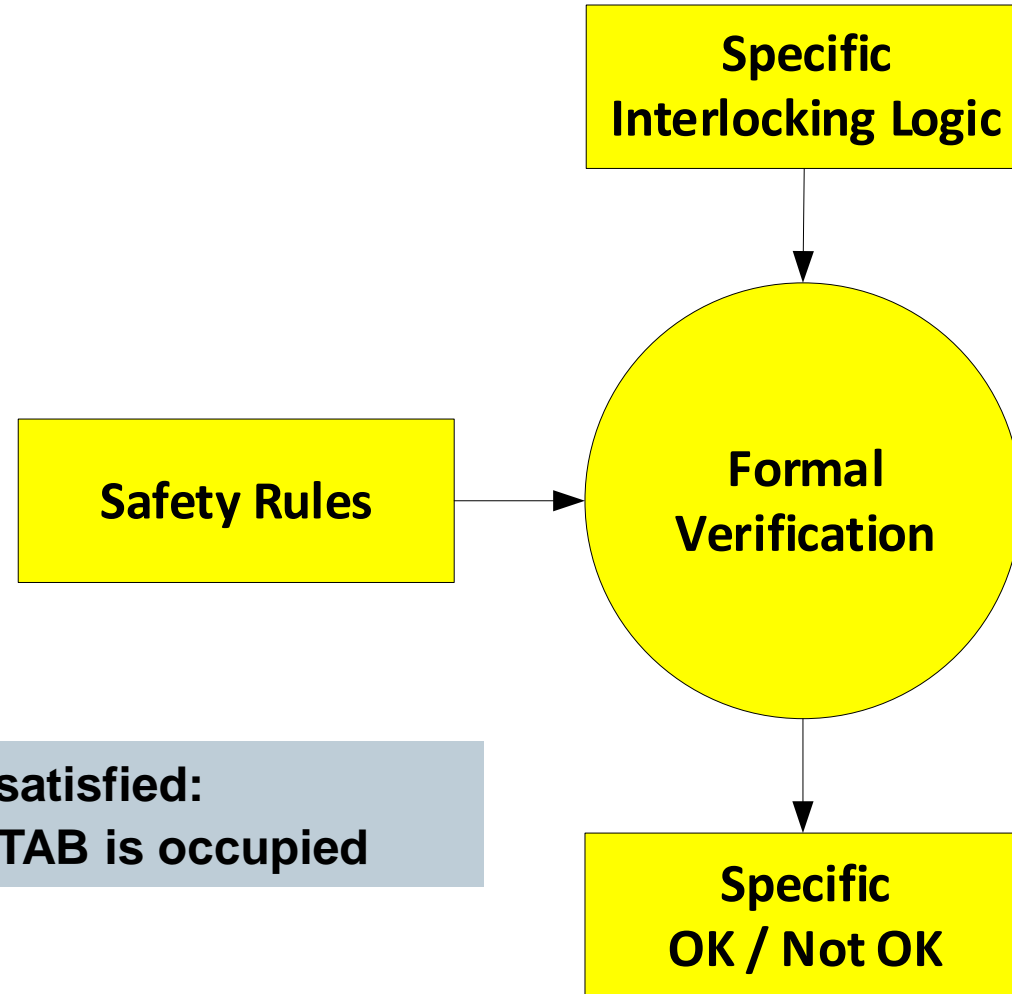 Specific
Interlocking Logic
Safety Rules
Formal
Verification
satisfied:
TAB is occupied
Specific
OK / Not OK